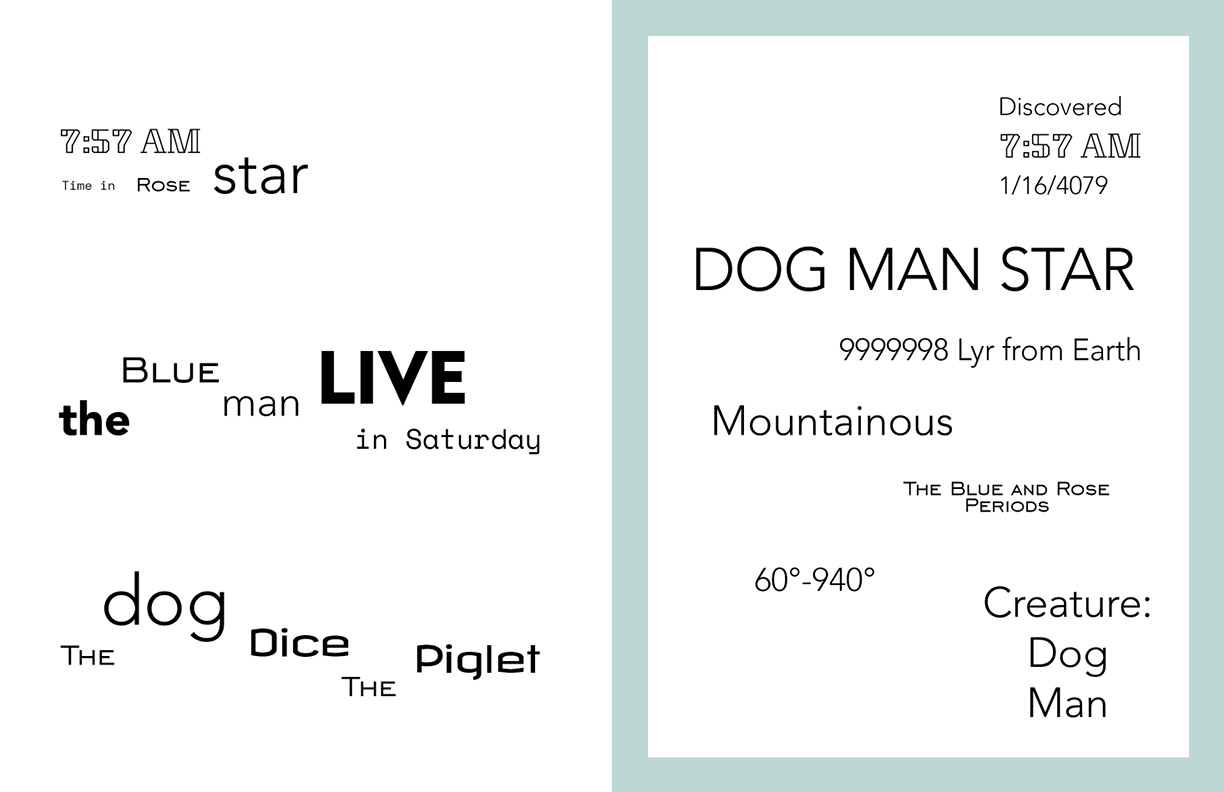 7:57 AM
Time in Rose star
the Blue man LIVE
in Saturday
The dog Dice The Piglet
Discovered
7:57 AM
1/16/4079
DOG MAN STAR
9999998 Lyr from Earth
Mountainous
The Blue and Rose
Periods
60°-940°
Creature:
Dog
Man